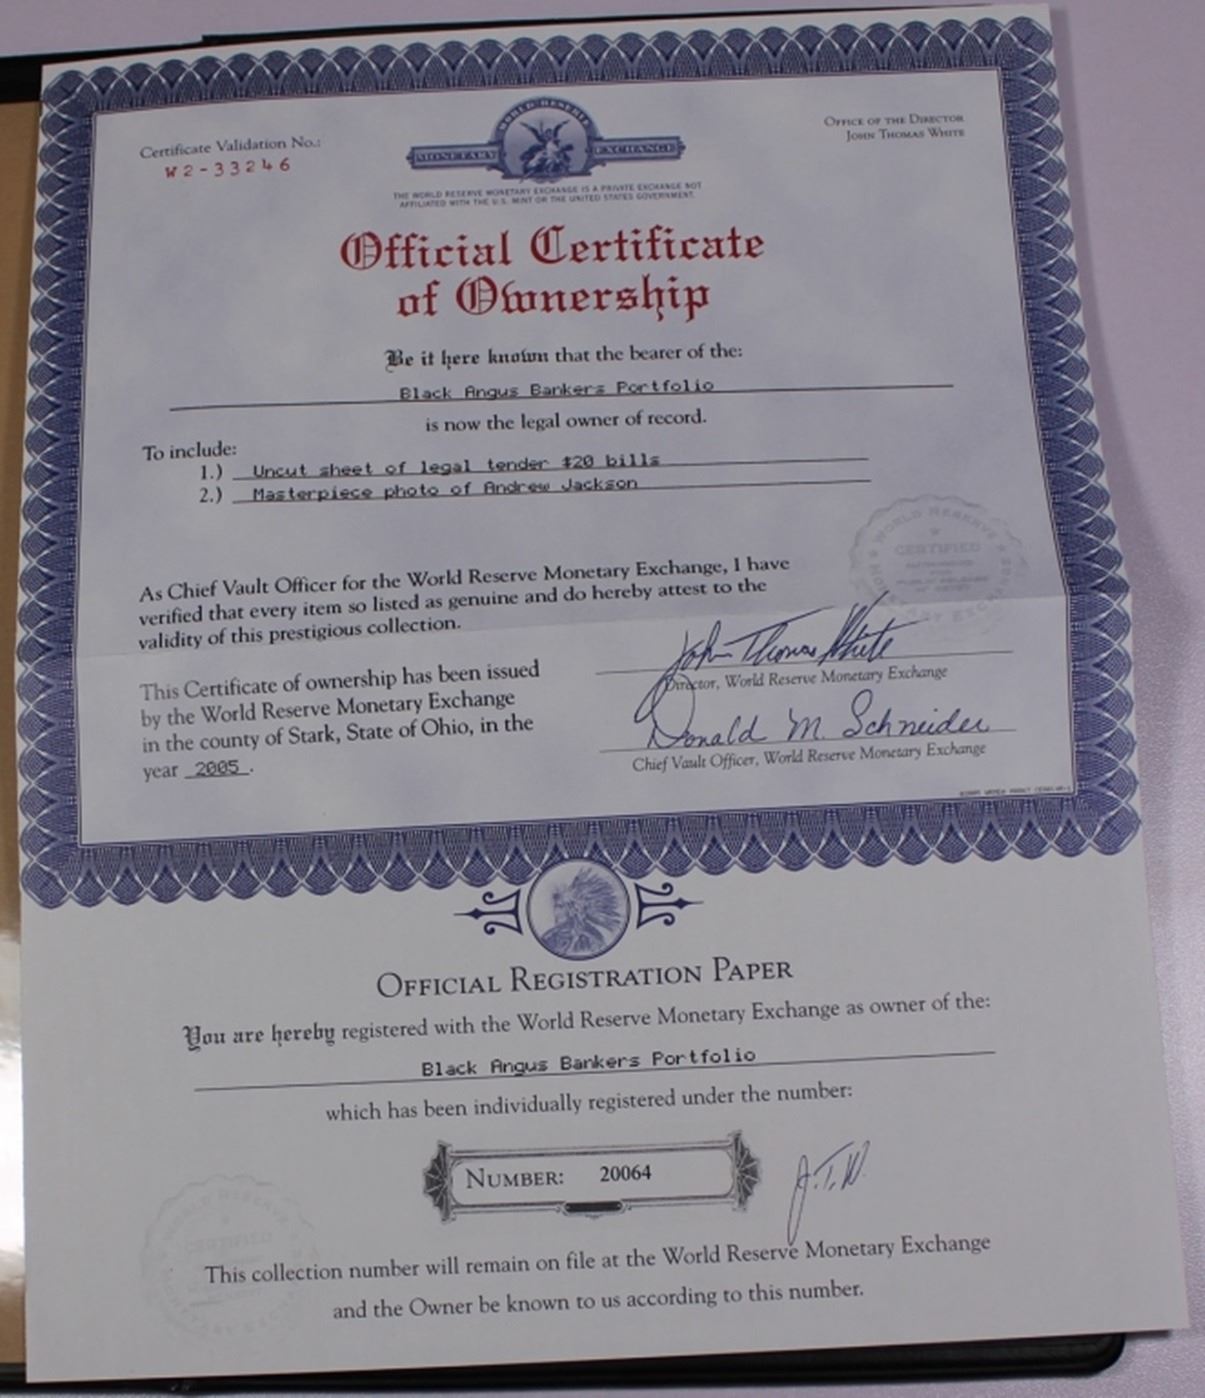 Certificate Validation No.:
W2-33246
WORLD RESERVE
MONETARY EXCHANGE
THE WORLD RESERVE MONETARY EXCHANGE IS A PRIVATE EXCHANGE NOT
AFFILIATED WITH THE U.S. MINT OR THE UNITED STATES GOVERNMENT.
OFFICE OF THE DIRECTOR
JOHN THOMAS WHITE
Official Certificate
of Ownership
Be it here known that the bearer of the:
Black Angus Bankers Portfolio
is now the legal owner of record.
To include:
1.) Uncut sheet of legal tender $20 bills
2.) Masterpiece photo of Andrew Jackson
WORLD RESERVE
CERTIFIED
As Chief Vault Officer for the World Reserve Monetary Exchange, I have
verified that every item so listed as genuine and do hereby attest to the
validity of this prestigious collection.
This Certificate of ownership has been issued
by the World Reserve Monetary Exchange
in the county of Stark, State of Ohio, in the
year 2005.
John Thomas White
Director, World Reserve Monetary Exchange
Donald M. Schneider
Chief Vault Officer, World Reserve Monetary Exchange
OFFICIAL REGISTRATION PAPER
You are hereby registered with the World Reserve Monetary Exchange as owner of the:
Black Angus Bankers Portfolio
which has been individually registered under the number:
NUMBER: 20064
J.T.W.
WORLD RESERVE
CERTIFIED
This collection number will remain on file at the World Reserve Monetary Exchange
and the Owner be known to us according to this number.